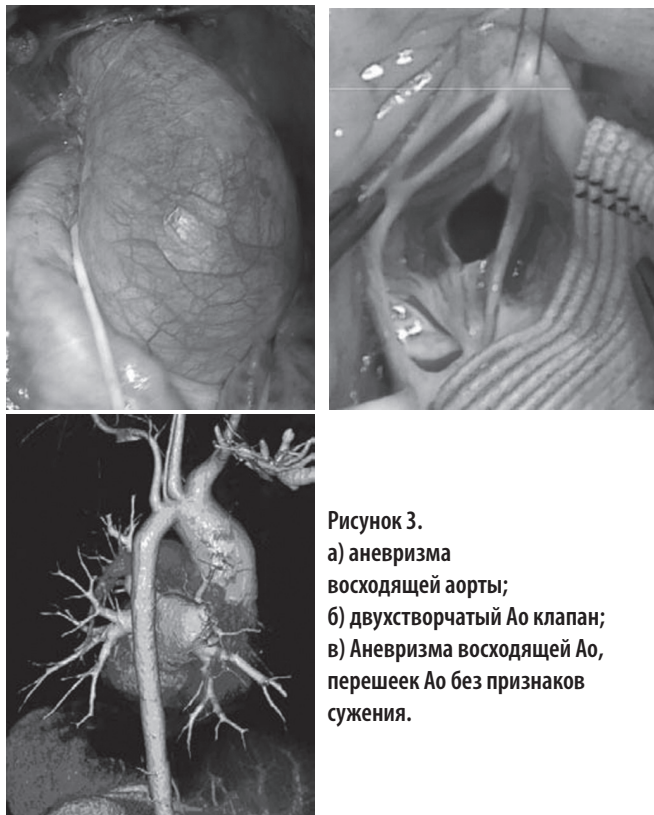 Рисунок 3.
а) аневризма
восходящей аорты;
б) двухстворчатый Ао клапан;
в) Аневризма восходящей Ао,
перешеек Ао без признаков
сужения.